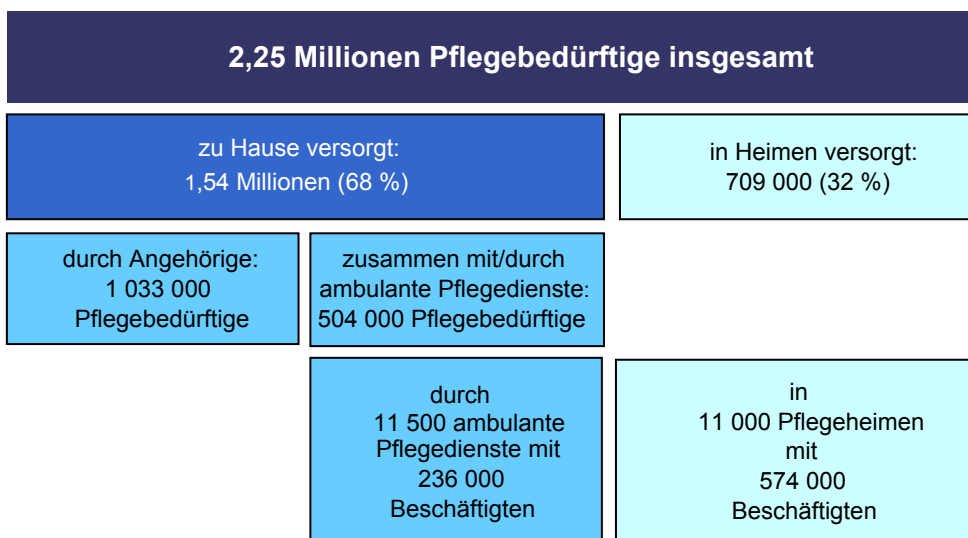 2,25 Millionen Pflegebedürftige insgesamt
zu Hause versorgt:
1,54 Millionen (68 %)
in Heimen versorgt:
709 000 (32 %)
durch Angehörige:
1 033 000
Pflegebedürftige
zusammen mit/durch
ambulante Pflegedienste:
504 000 Pflegebedürftige
durch
11 500 ambulante
Pflegedienste mit
236 000
Beschäftigten
in
11 000 Pflegeheimen
mit
574 000
Beschäftigten